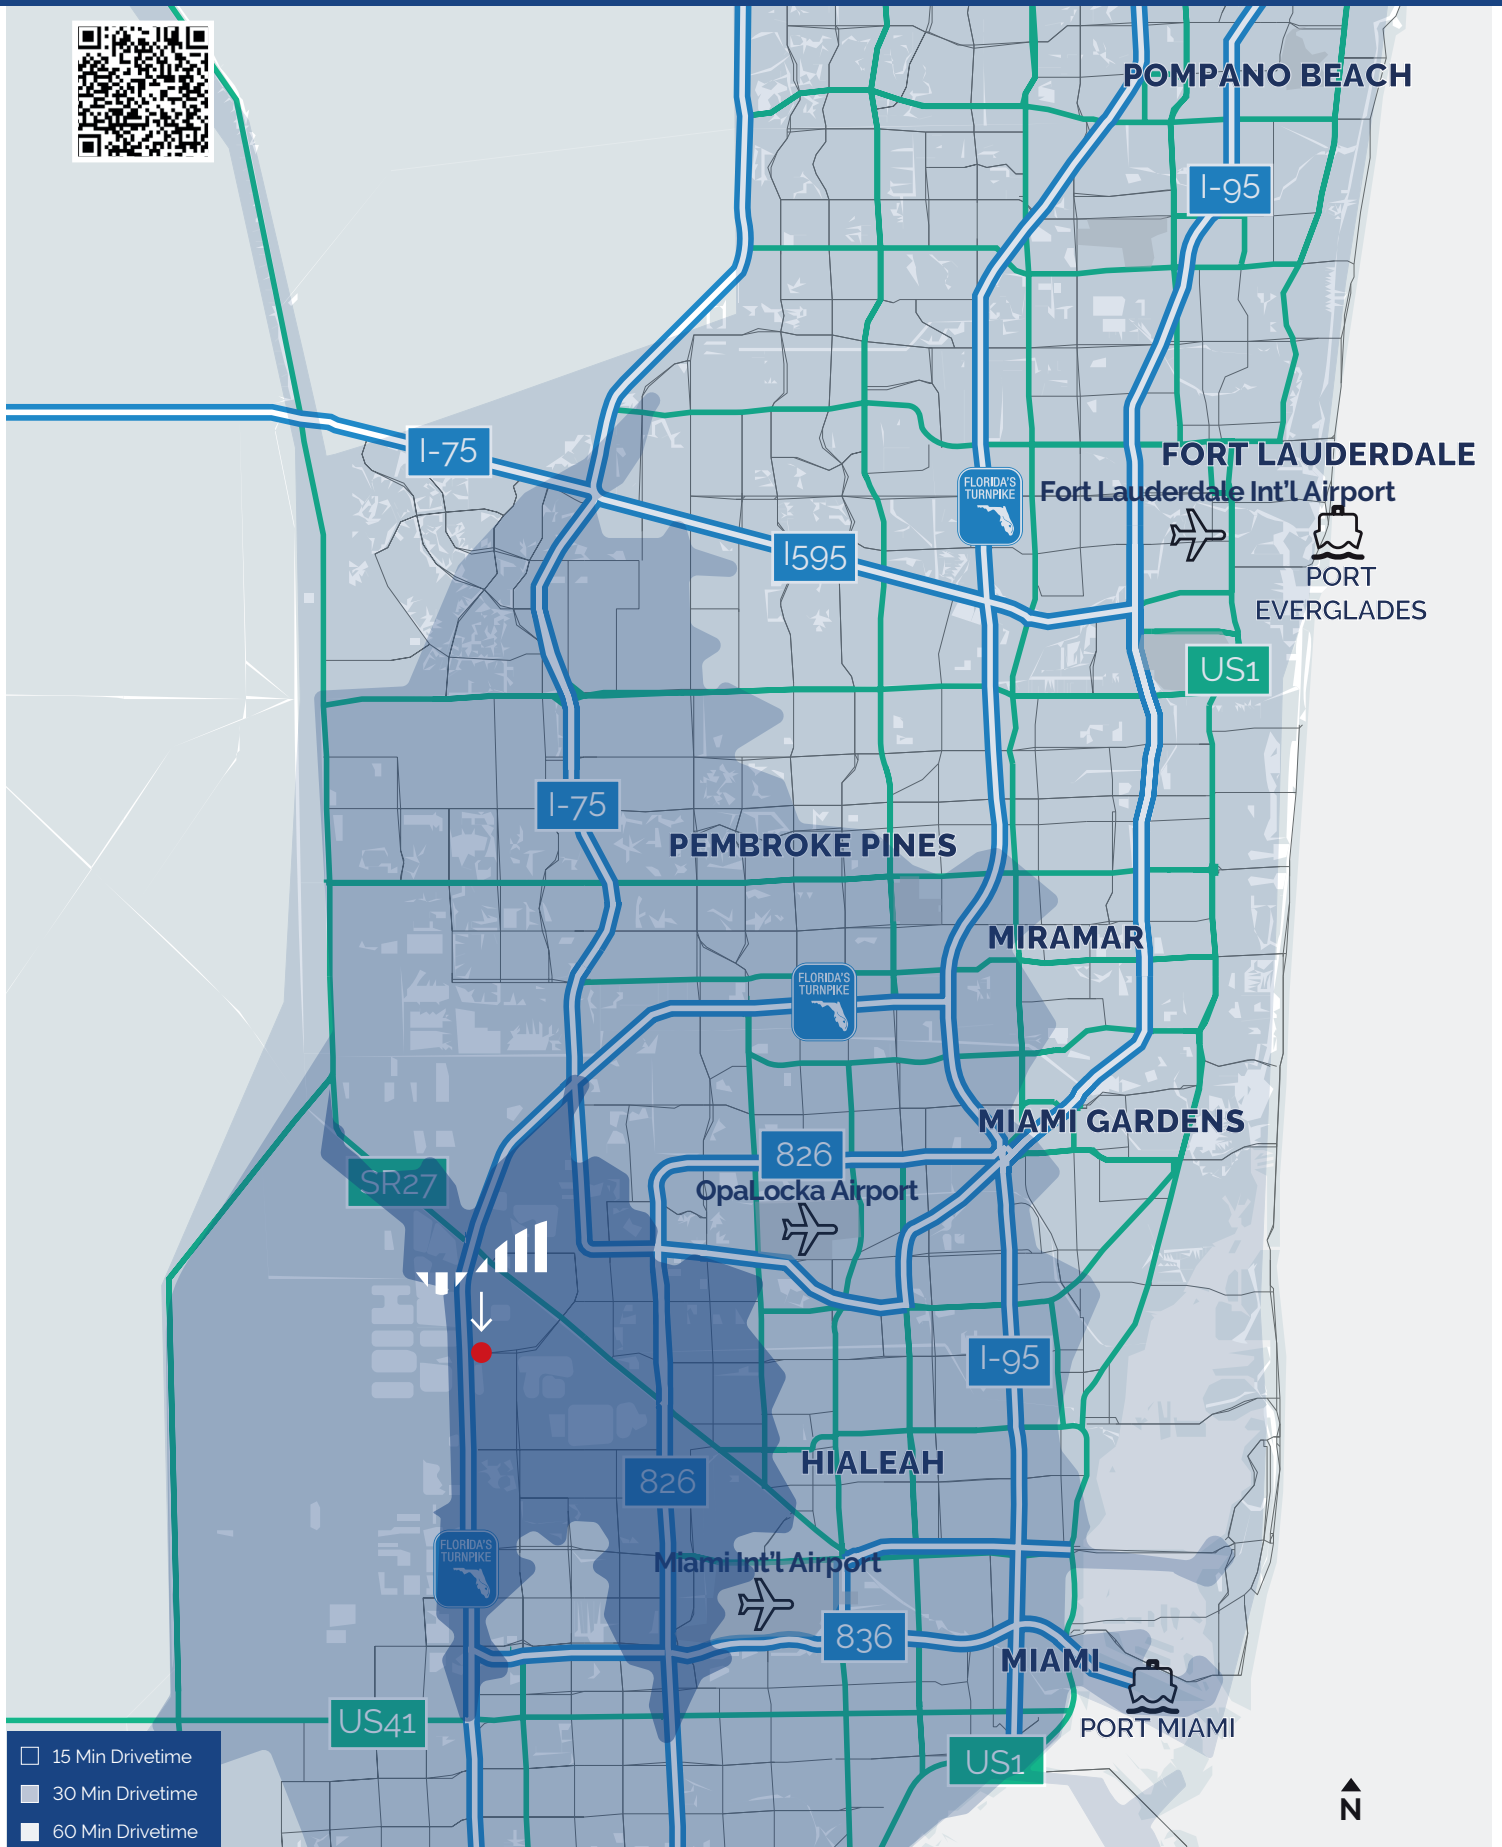 POMPANO BEACH
I-95
I-75
FORT LAUDERDALE
FLORIDA'S
TURNPIKE
Fort Lauderdale Int'l Airport
I595
PORT
EVERGLADES
US1
I-75
PEMBROKE PINES
MIRAMAR
FLORIDA'S
TURNPIKE
MIAMI GARDENS
826
SR27
OpaLocka Airport
I-95
HIALEAH
826
FLORIDA'S
TURNPIKE
Miami Int'l Airport
836
MIAMI
US41
PORT MIAMI
US1
15 Min Drivetime
30 Min Drivetime
60 Min Drivetime
N